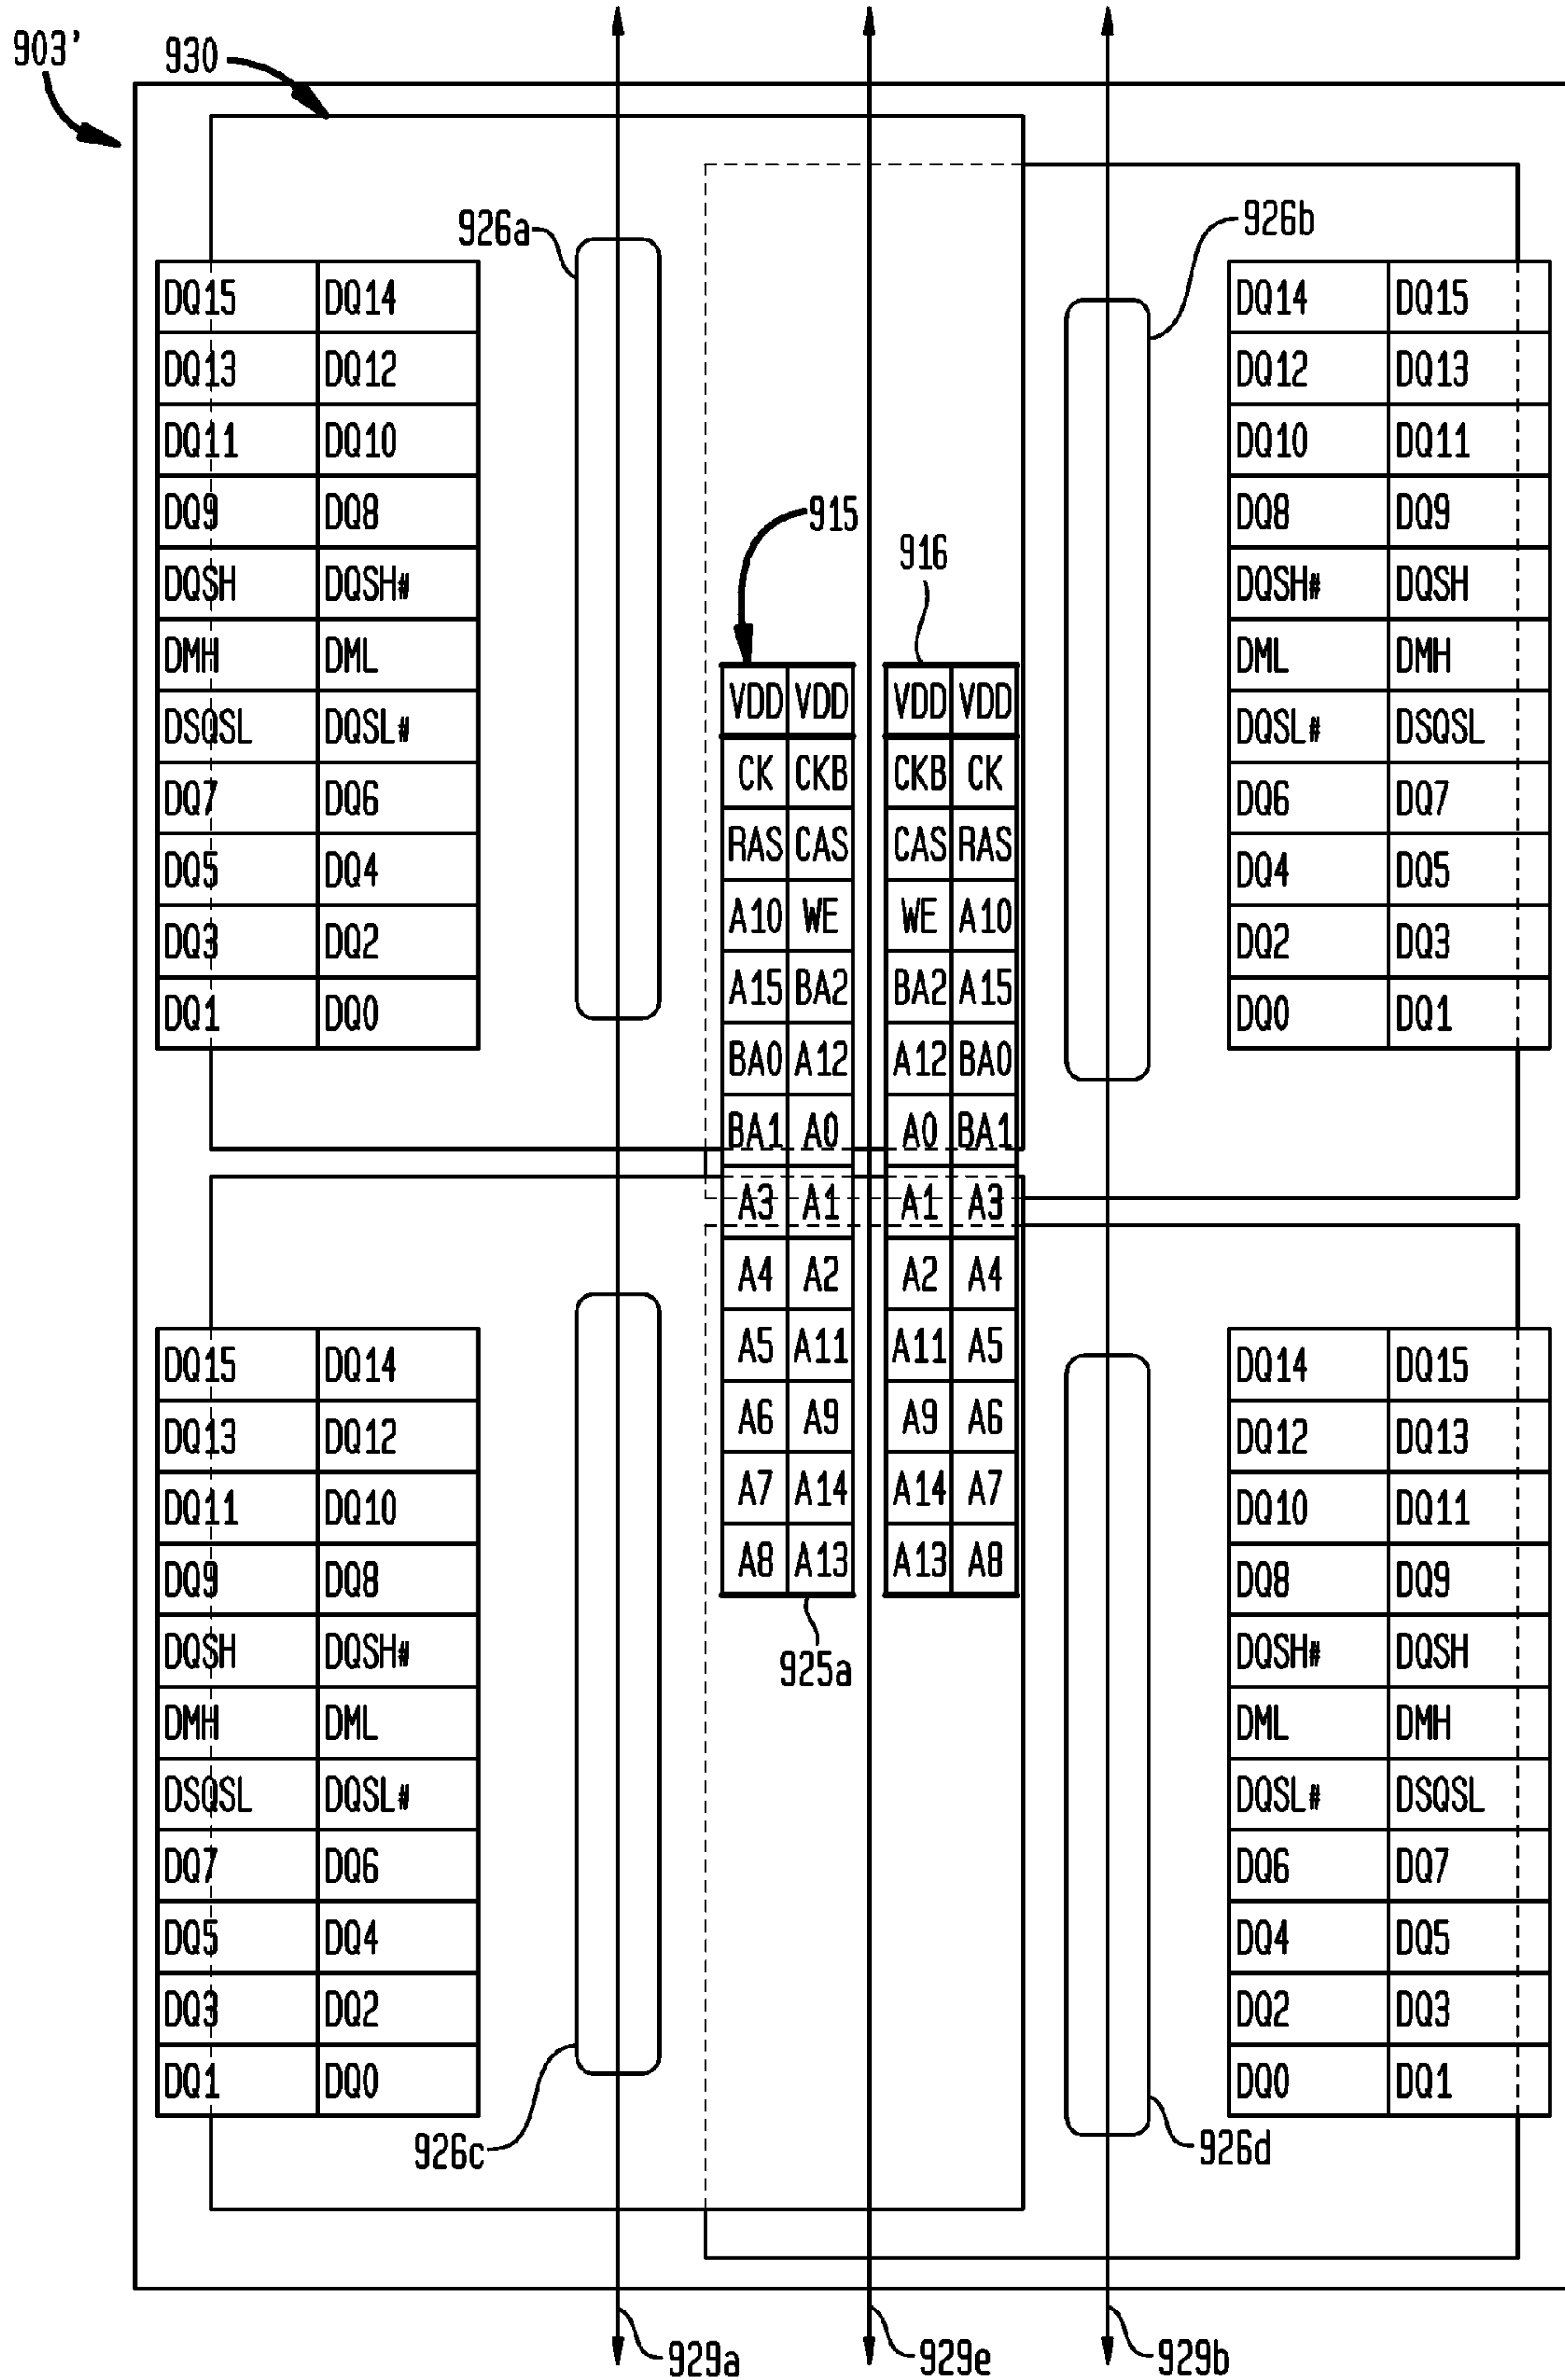 903'
930
926a
926b
DQ15 DQ14
DQ13 DQ12
DQ11 DQ10
DQ9 DQ8
DQSH DQSH#
DMH DML
DSQSL DQSL#
DQ7 DQ6
DQ5 DQ4
DQ3 DQ2
DQ1 DQ0
915
916
VDD VDD VDD VDD
CK CKB CKB CK
RAS CAS CAS RAS
A10 WE WE A10
A15 BA2 BA2 A15
BA0 A12 A12 BA0
BA1 A0 A0 BA1
A3 A1 A1 A3
A4 A2 A2 A4
A5 A11 A11 A5
A6 A9 A9 A6
A7 A14 A14 A7
A8 A13 A13 A8
925a
DQ14 DQ15
DQ12 DQ13
DQ10 DQ11
DQ8 DQ9
DQSH# DQSH
DML DMH
DQSL# DSQSL
DQ6 DQ7
DQ4 DQ5
DQ2 DQ3
DQ0 DQ1
DQ15 DQ14
DQ13 DQ12
DQ11 DQ10
DQ9 DQ8
DQSH DQSH#
DMH DML
DSQSL DQSL#
DQ7 DQ6
DQ5 DQ4
DQ3 DQ2
DQ1 DQ0
DQ14 DQ15
DQ12 DQ13
DQ10 DQ11
DQ8 DQ9
DQSH# DQSH
DML DMH
DQSL# DSQSL
DQ6 DQ7
DQ4 DQ5
DQ2 DQ3
DQ0 DQ1
926c
926d
929a
929e
929b